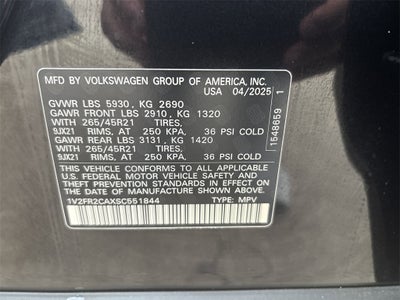 MFD BY VOLKSWAGEN GROUP OF AMERICA, INC.
USA 04/2025
GVWR LBS 5930, KG 2690
GAWR FRONT LBS 2910, KG 1320
WITH 265/45R21 TIRES,
9JX21 RIMS, AT 250 KPA, 36 PSI COLD
GAWR REAR LBS 3131, KG 1420
WITH 265/45R21 TIRES,
9JX21 RIMS, AT 250 KPA, 36 PSI COLD
THIS VEHICLE CONFORMS TO ALL APPLICABLE
FEDERAL MOTOR VEHICLE SAFETY AND THEFT
PREVENTION STANDARDS IN EFFECT ON THE
DATE OF MANUFACTURE SHOWN ABOVE.
1V2FR2CAXSC551844 TYPE: MPV
1548659 1